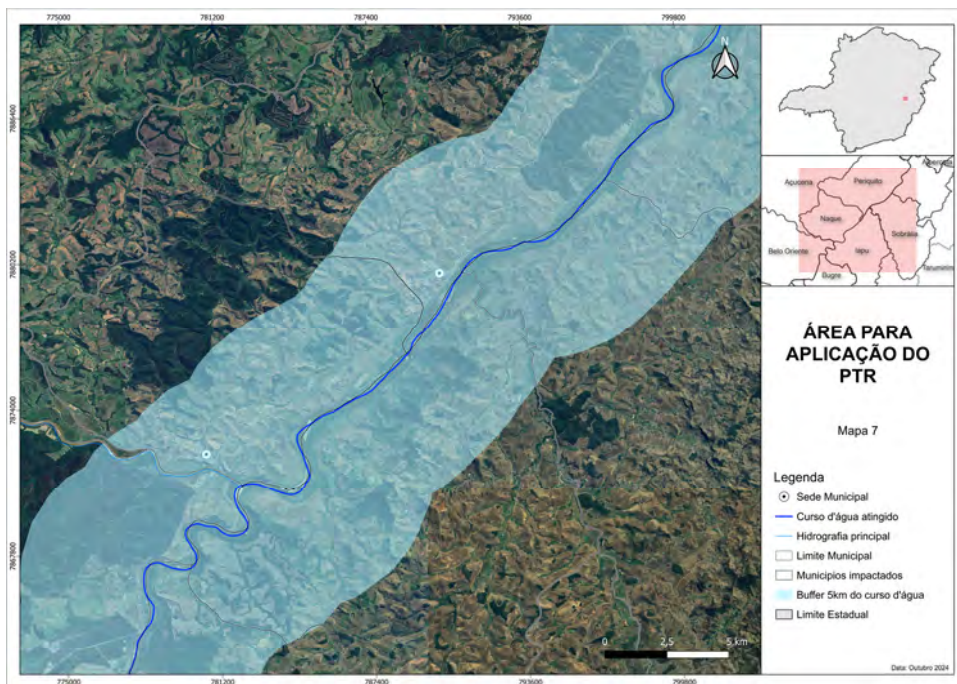 775000 781200 787400 793600 799800
N
7886400
7880200
7874000
7867800
0 2,5 5 km
775000 781200 787400 793600 799800
Açucena
Periquito
Naque
Sobrália
Belo Oriente
Iapu
Bugre
Tarumirim
ÁREA PARA
APLICAÇÃO DO
PTR
Mapa 7
Legenda
Sede Municipal
Curso d'água atingido
Hidrografia principal
Limite Municipal
Municípios impactados
Buffer 5km do curso d'água
Limite Estadual
Data: Outubro 2024